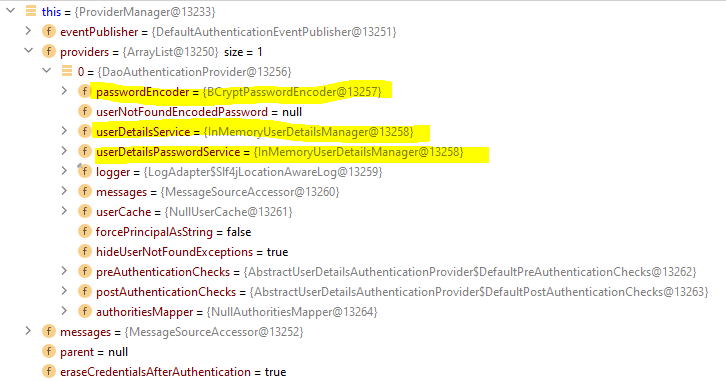 this = {ProviderManager@13233}
f eventPublisher = {DefaultAuthenticationEventPublisher@13251}
f providers = {ArrayList@13250} size = 1
0 = {DaoAuthenticationProvider@13256}
f passwordEncoder = {BCryptPasswordEncoder@13257}
f userNotFoundEncodedPassword = null
f userDetailsService = {InMemoryUserDetailsManager@13258}
f userDetailsPasswordService = {InMemoryUserDetailsManager@13258}
f logger = {LogAdapter$Slf4jLocationAwareLog@13259}
f messages = {MessageSourceAccessor@13260}
f userCache = {NullUserCache@13261}
f forcePrincipalAsString = false
f hideUserNotFoundExceptions = true
f preAuthenticationChecks = {AbstractUserDetailsAuthenticationProvider$DefaultPreAuthenticationChecks@13262}
f postAuthenticationChecks = {AbstractUserDetailsAuthenticationProvider$DefaultPostAuthenticationChecks@13263}
f authoritiesMapper = {NullAuthoritiesMapper@13264}
f messages = {MessageSourceAccessor@13252}
f parent = null
f eraseCredentialsAfterAuthentication = true